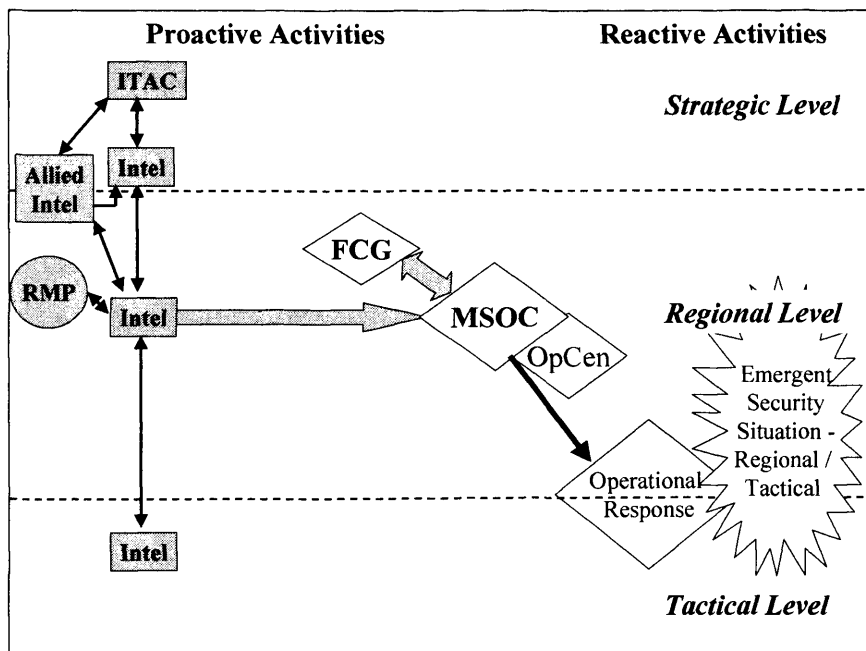 Proactive Activities
Reactive Activities
ITAC
Strategic Level
Allied
Intel
Intel
FCG
RMP
Intel
MSOC
OpCen
Regional Level
Emergent
Security
Situation -
Regional /
Tactical
Operational
Response
Intel
Tactical Level